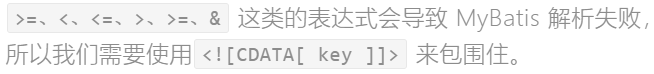 >=、<、<=、>、>=、& 这类的表达式会导致 MyBatis 解析失败，
所以我们需要使用 <![CDATA[ key ]]> 来包围住。